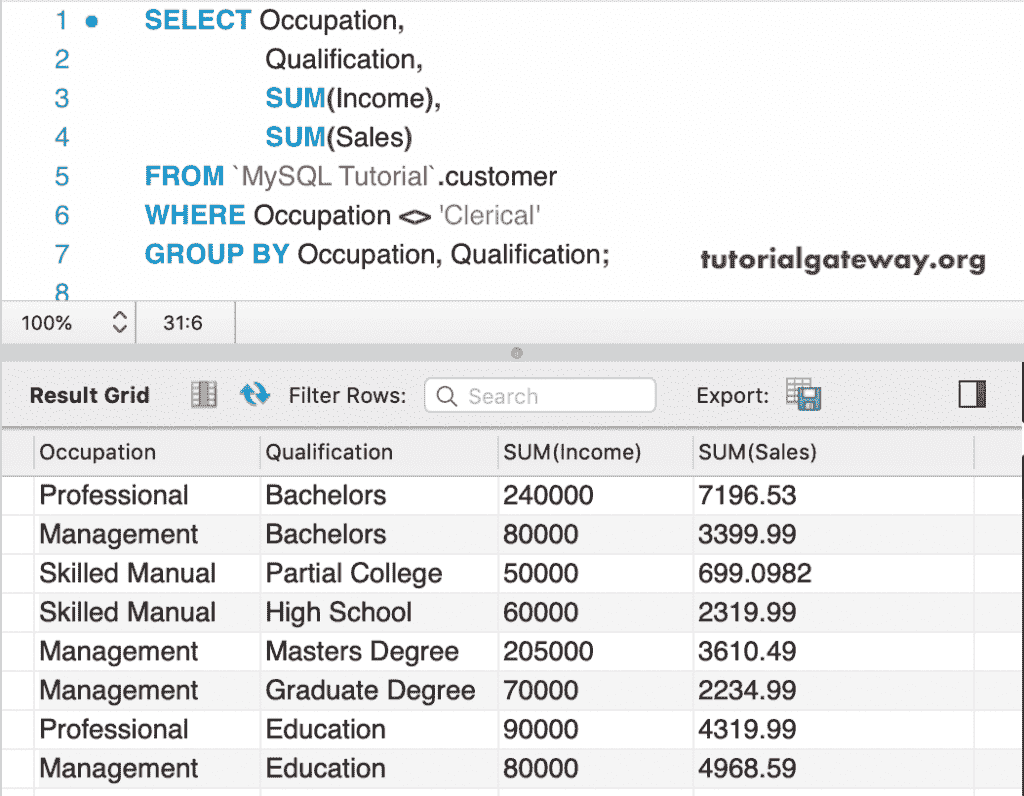 1 SELECT Occupation,
2 Qualification,
3 SUM(Income),
4 SUM(Sales)
5 FROM `MySQL Tutorial`.customer
6 WHERE Occupation <> 'Clerical'
7 GROUP BY Occupation, Qualification;
tutorialgateway.org
8
100% 31:6
Result Grid Filter Rows: Search Export:
Occupation Qualification SUM(Income) SUM(Sales)
Professional Bachelors 240000 7196.53
Management Bachelors 80000 3399.99
Skilled Manual Partial College 50000 699.0982
Skilled Manual High School 60000 2319.99
Management Masters Degree 205000 3610.49
Management Graduate Degree 70000 2234.99
Professional Education 90000 4319.99
Management Education 80000 4968.59